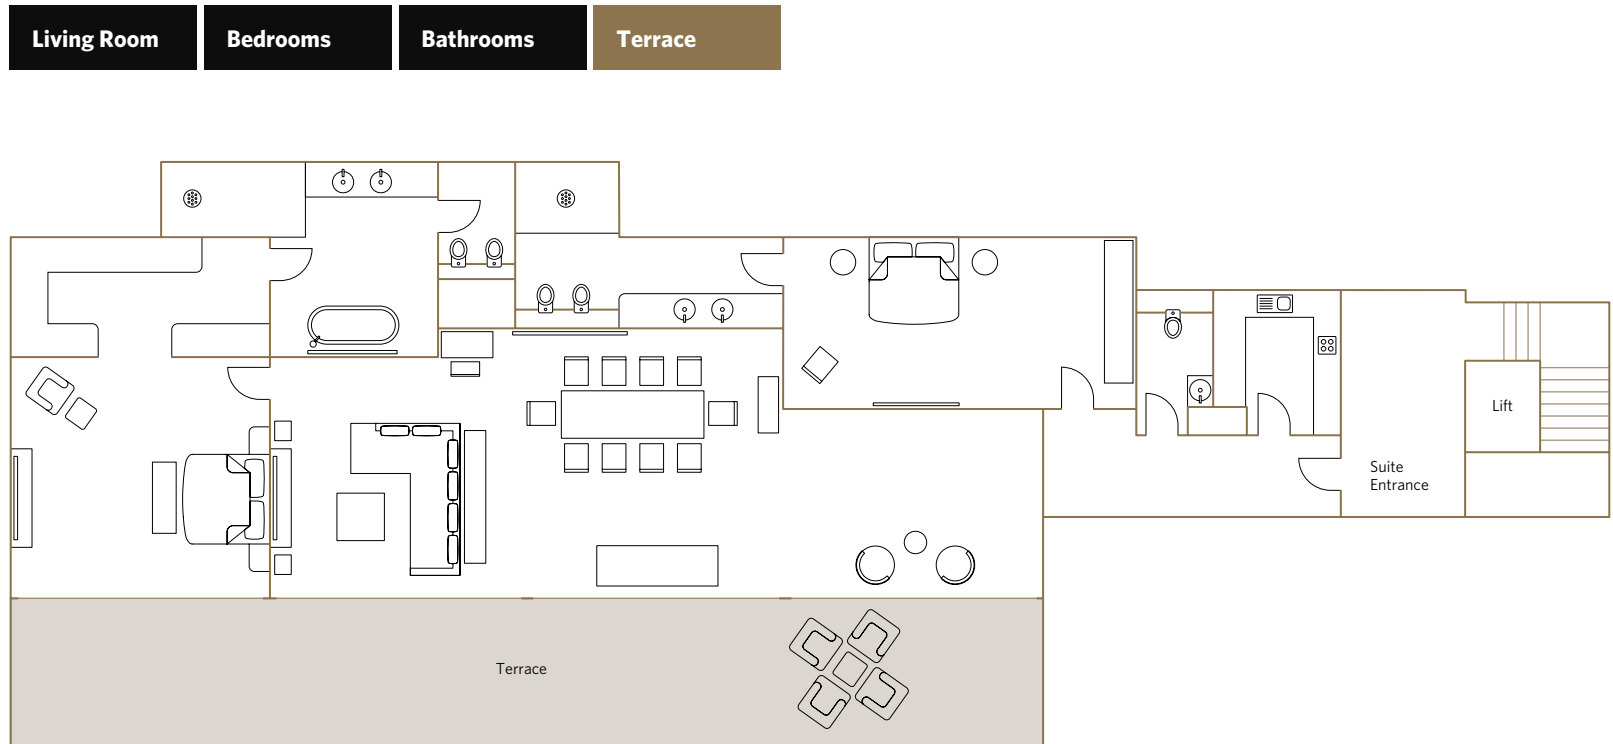 Living Room
Bedrooms
Bathrooms
Terrace
Lift
Suite
Entrance
Terrace